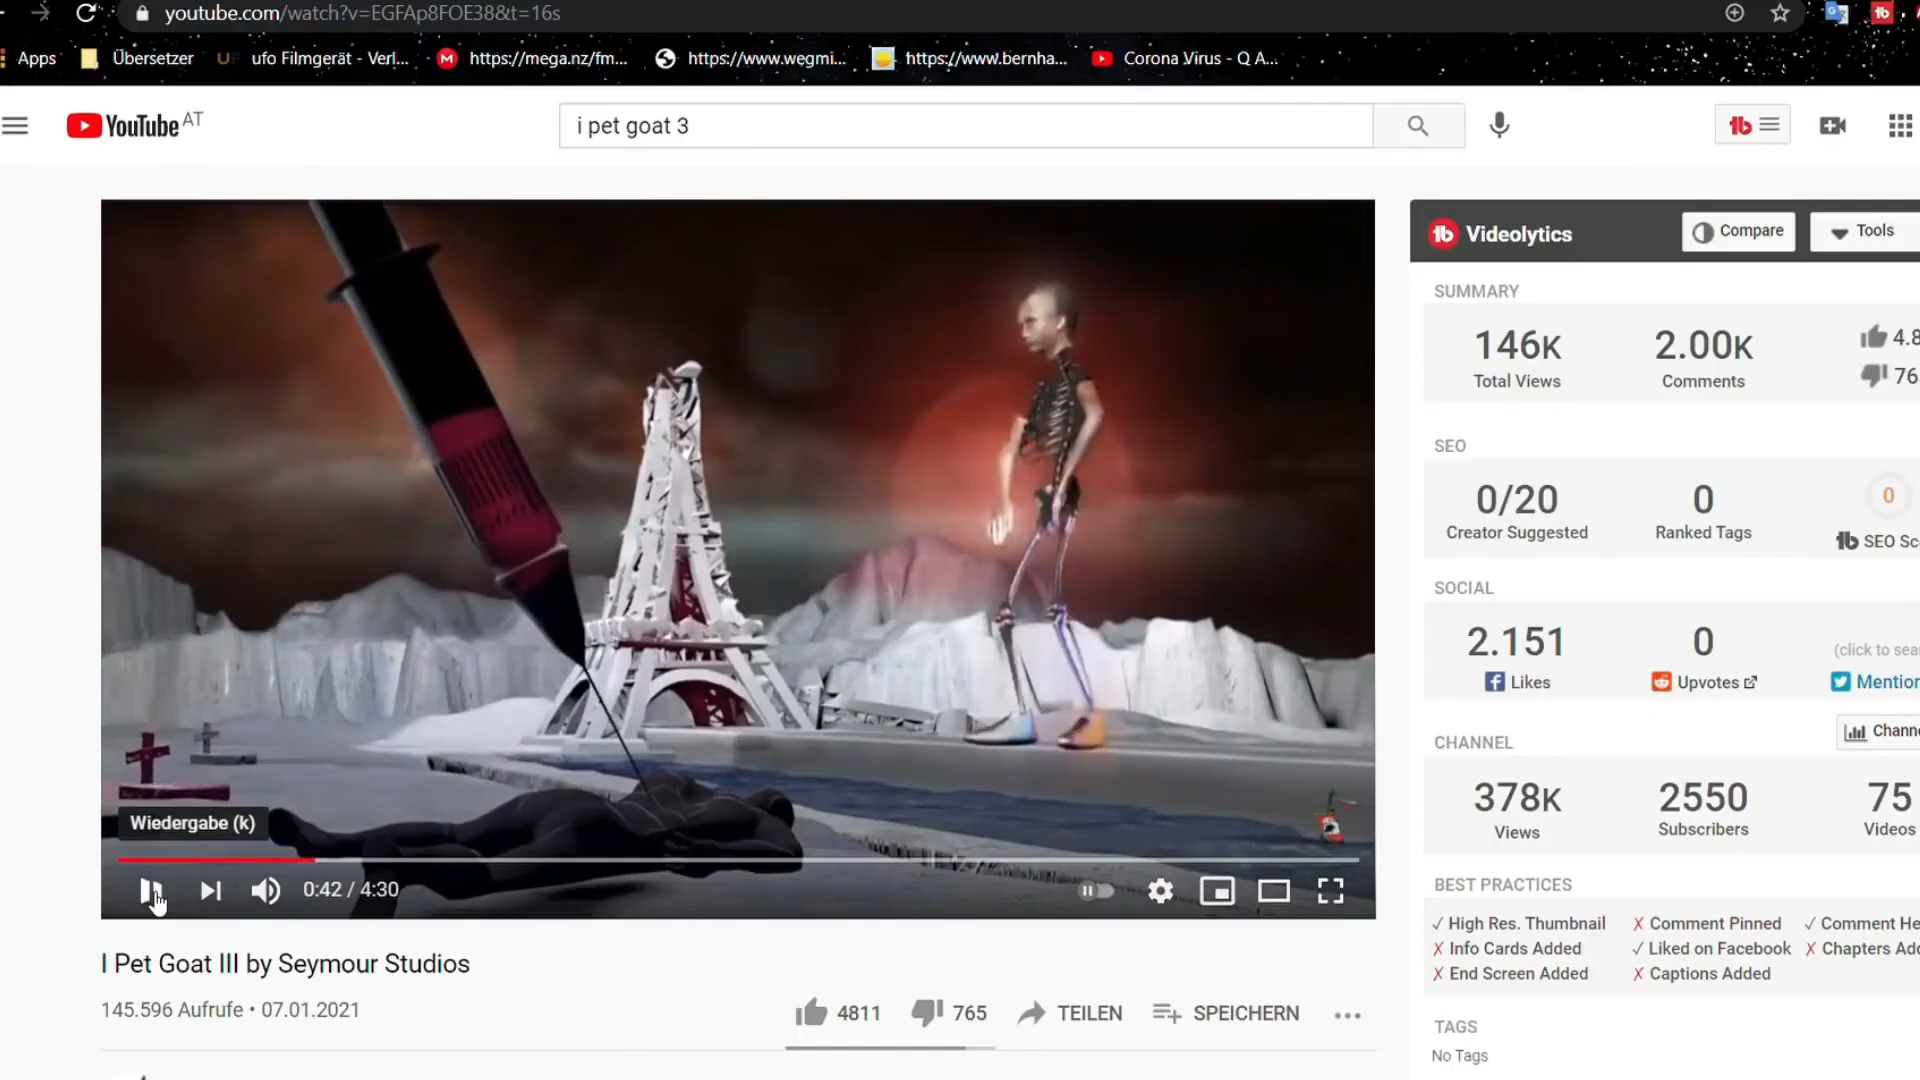 youtube.com/watch?v=EGFAp8FOE38&t=16s
Apps
Übersetzer
ufo Filmgerät - Verl...
https://mega.nz/fm...
https://www.wegmi...
https://www.bernha...
Corona Virus - Q A...
YouTube AT
i pet goat 3
Videolytics
Compare
Tools
SUMMARY
146K
2.00K
4.8
Total Views
Comments
76
SEO
0/20
0
0
Creator Suggested
Ranked Tags
SEO Sc
SOCIAL
2.151
0
(click to sea
Likes
Upvotes
Mention
CHANNEL
Channe
378K
2550
75
Views
Subscribers
Videos
BEST PRACTICES
✓ High Res. Thumbnail
✗ Comment Pinned
✓ Comment He
✗ Info Cards Added
✓ Liked on Facebook
✗ Chapters Add
✗ End Screen Added
✗ Captions Added
TAGS
No Tags
Wiedergabe (k)
0:42 / 4:30
I Pet Goat III by Seymour Studios
145.596 Aufrufe • 07.01.2021
4811
765
TEILEN
SPEICHERN